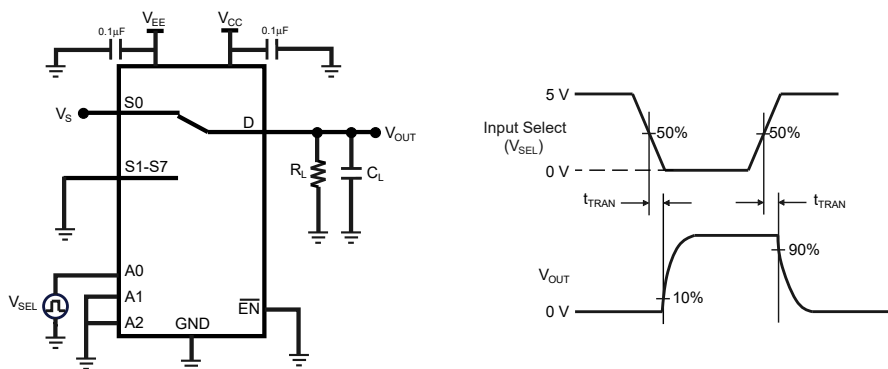 V_EE V_CC
0.1μF 0.1μF
V_S S0
D
V_OUT
S1-S7
R_L C_L
A0
V_SEL
A1
A2
GND
E̅N̅
5 V
50% 50%
Input Select
(V_SEL)
0 V
t_TRAN t_TRAN
90%
V_OUT
10%
0 V